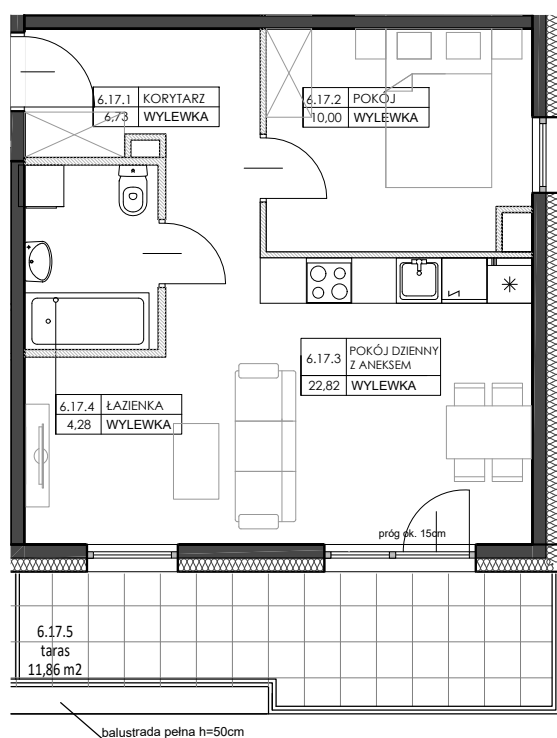 6.17.1 KORYTARZ
6,73 WYLEWKA
6.17.2 POKÓJ
10,00 WYLEWKA
6.17.3 POKÓJ DZIENNY
Z ANEKSEM
22,82 WYLEWKA
6.17.4 ŁAZIENKA
4,28 WYLEWKA
próg ok. 15cm
6.17.5
taras
11,86 m2
balustrada pełna h=50cm